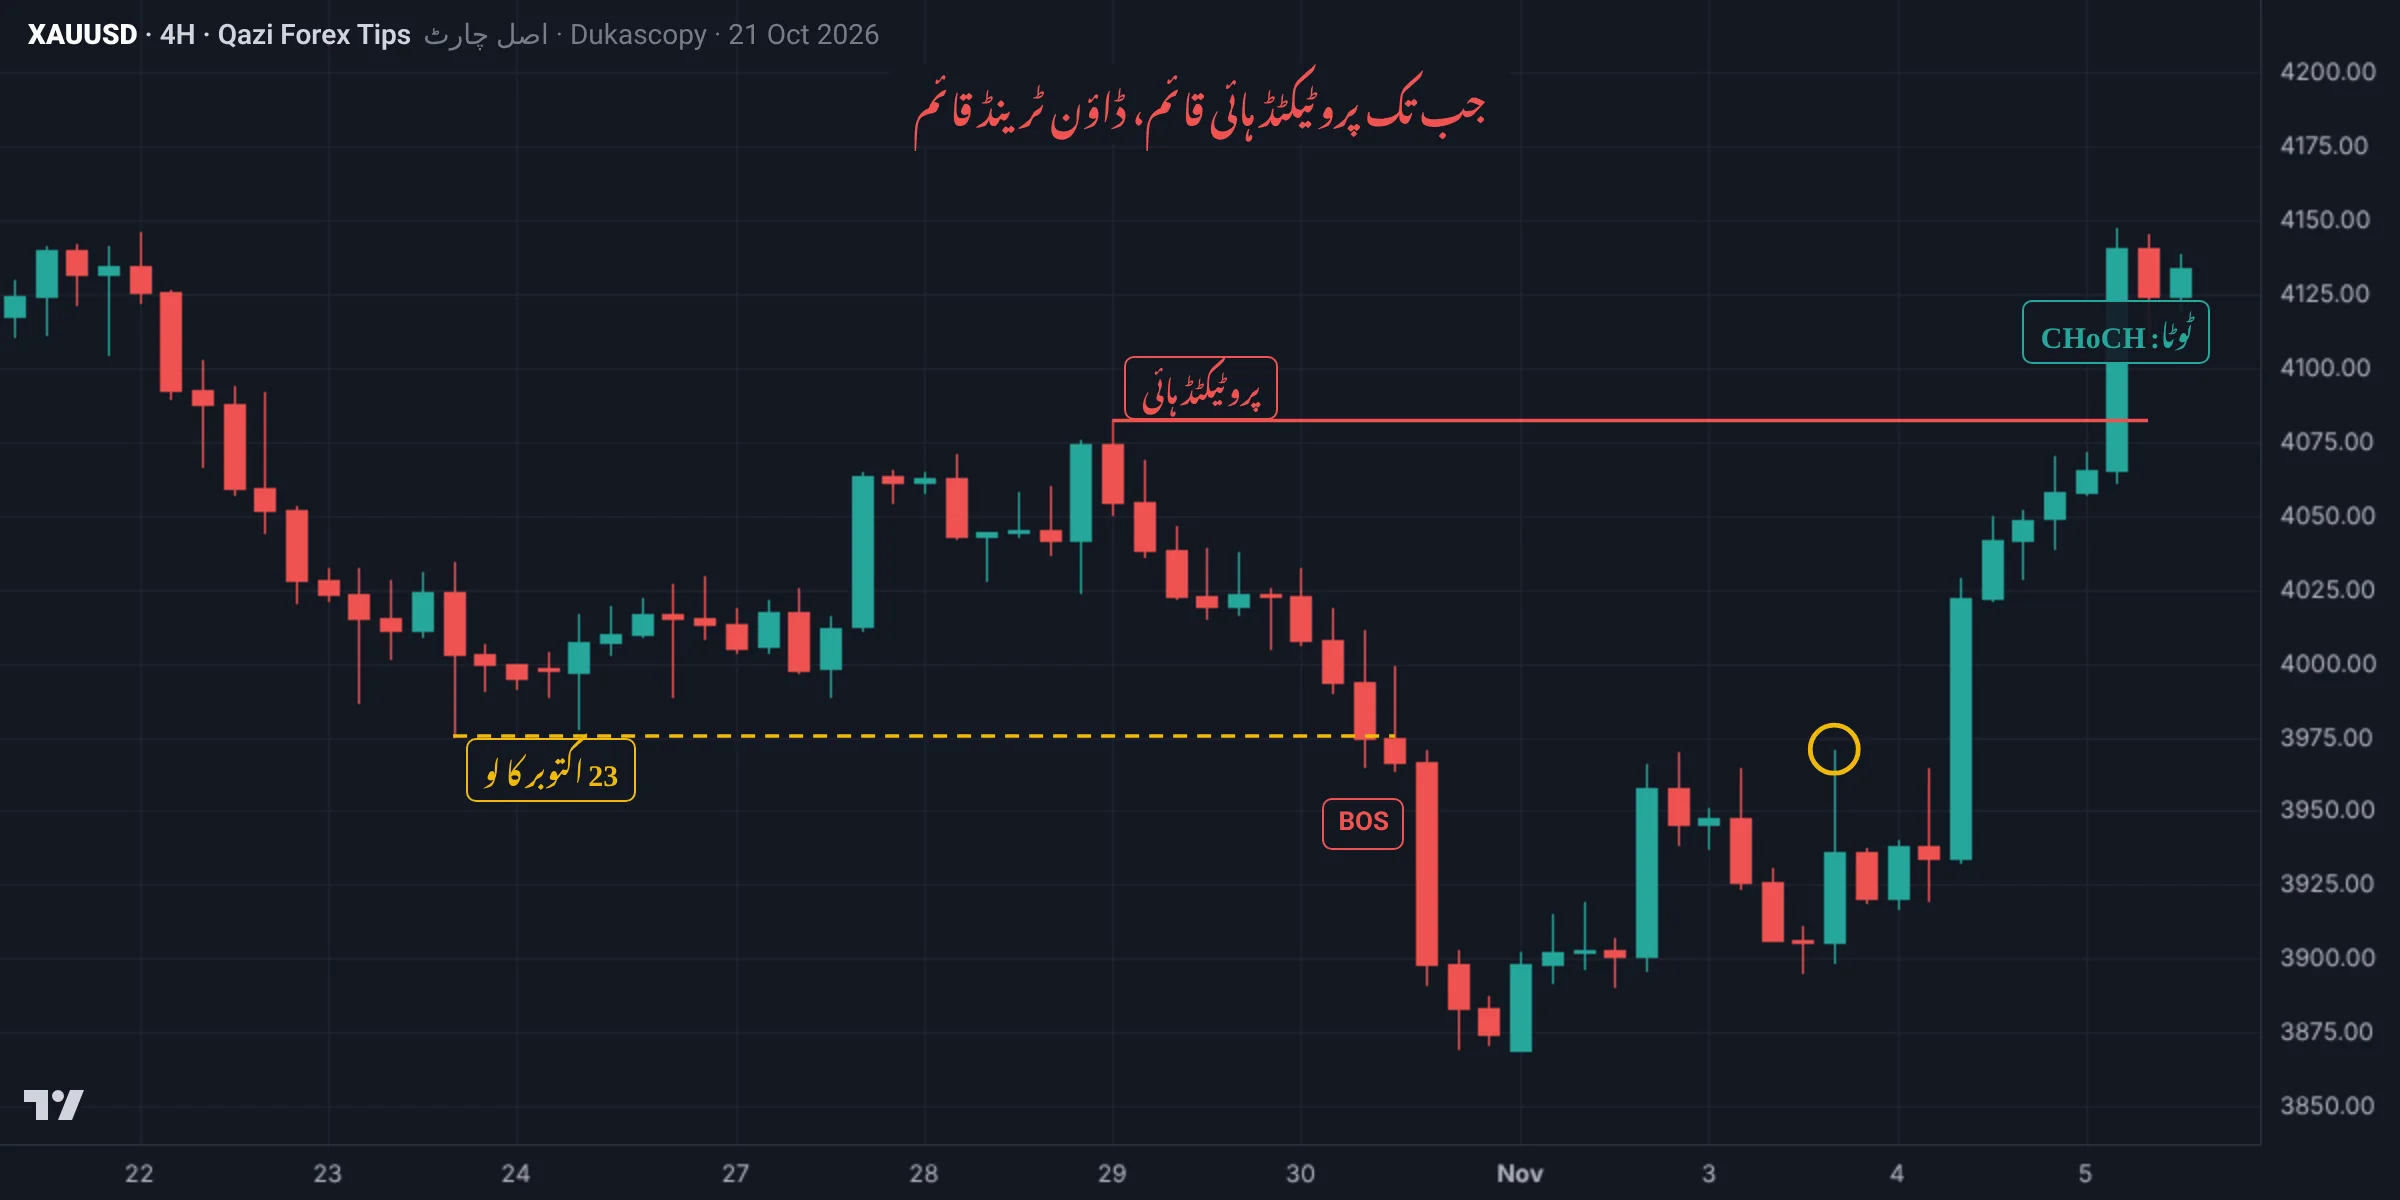 XAUUSD · 4H · Qazi Forex Tips اصل چارٹ · Dukascopy · 21 Oct 2026
جب تک پروٹیکٹڈ ہائی قائم، ڈاؤن ٹرینڈ قائم
4200.00
4175.00
4150.00
4125.00
ٹوٹا: CHoCH
4100.00
پروٹیکٹڈ ہائی
4075.00
4050.00
4025.00
4000.00
3975.00
23 اکتوبر کا لو
3950.00
BOS
3925.00
3900.00
3875.00
3850.00
22 23 24 27 28 29 30 Nov 3 4 5